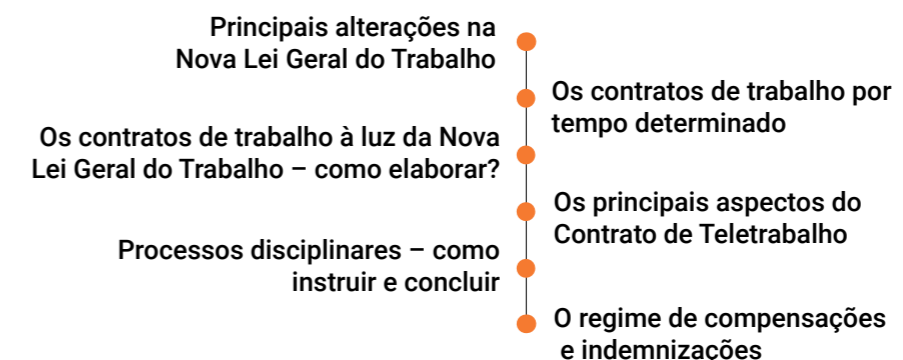 Principais alterações na
Nova Lei Geral do Trabalho
Os contratos de trabalho por
tempo determinado
Os contratos de trabalho à luz da Nova
Lei Geral do Trabalho – como elaborar?
Os principais aspectos do
Contrato de Teletrabalho
Processos disciplinares – como
instruir e concluir
O regime de compensações
e indemnizações